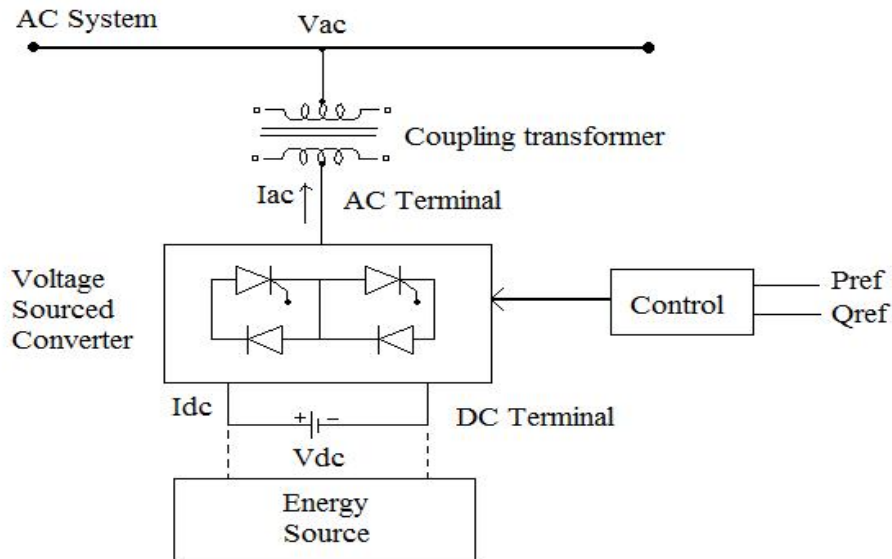 AC System
Vac
Coupling transformer
Iac
AC Terminal
Voltage
Sourced
Converter
Control
Pref
Qref
Idc
+ −
DC Terminal
Vdc
Energy
Source